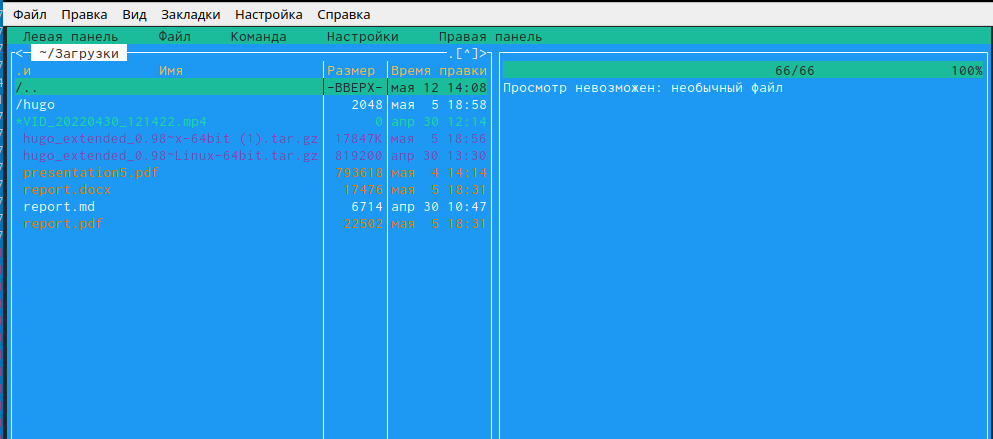 Файл Правка Вид Закладки Настройка Справка
Левая панель Файл Команда Настройки Правая панель
<─ ~/Загрузки .[^]>
.и Имя Размер Время правки
/.. -ВВЕРХ- мая 12 14:08
/hugo 2048 мая 5 18:58
*VID_20220430_121422.mp4 0 апр 30 12:14
hugo_extended_0.98~x-64bit (1).tar.gz 17847K мая 5 18:56
hugo_extended_0.98~Linux-64bit.tar.gz 819200 апр 30 13:30
presentation5.pdf 793618 мая 4 14:14
report.docx 17476 мая 5 18:31
report.md 6714 апр 30 10:47
report.pdf 22502 мая 5 18:31
66/66 100%
Просмотр невозможен: необычный файл